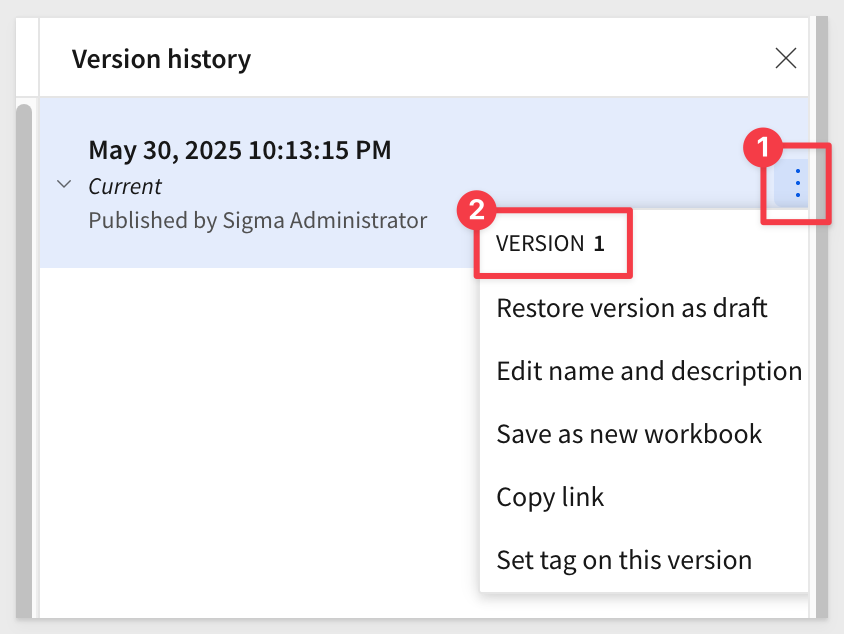 Version history
May 30, 2025 10:13:15 PM
1
Current
Published by Sigma Administrator
2
VERSION 1
Restore version as draft
Edit name and description
Save as new workbook
Copy link
Set tag on this version